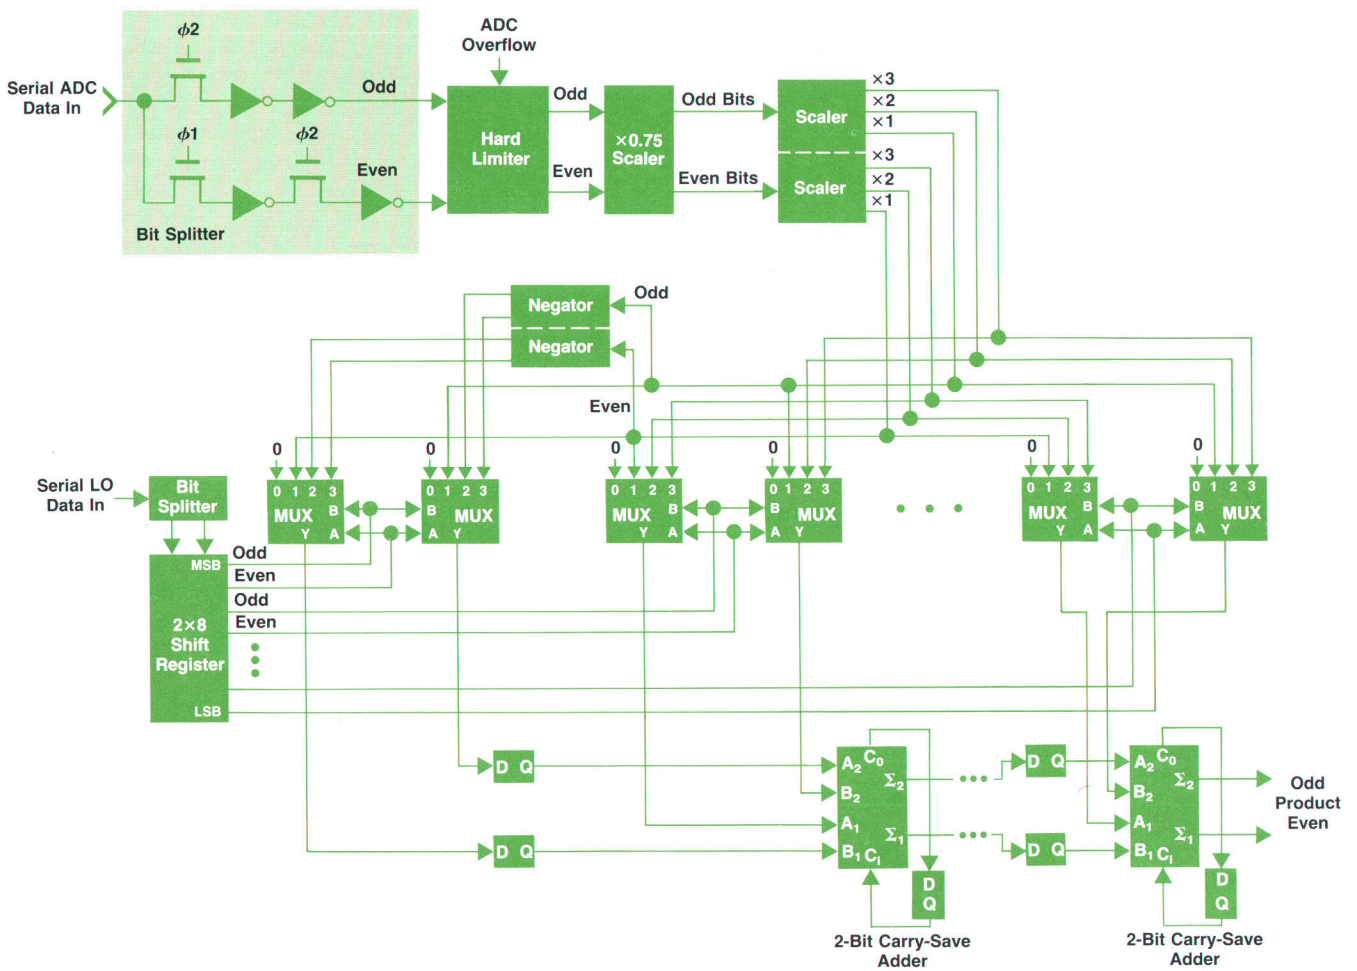 ϕ2
ADC
Overflow
Serial ADC
Data In
Odd
ϕ1
ϕ2
Even
Bit Splitter
Hard
Limiter
Odd
Even
×0.75
Scaler
Odd Bits
Even Bits
Scaler
Scaler
×3
×2
×1
×3
×2
×1
Negator
Negator
Odd
Even
0
0
0
0
0
0
Serial LO
Data In
Bit
Splitter
0 1 2 3
MUX
B
Y A
0 1 2 3
B
MUX
A Y
0 1 2 3
MUX
B
Y A
0 1 2 3
B
MUX
A Y
0 1 2 3
MUX
B
Y A
0 1 2 3
B
MUX
A Y
MSB
Odd
Even
Odd
Even
2×8
Shift
Register
LSB
D Q
D Q
A2 C0
B2 Σ2
A1 Σ1
B1 Ci
D
Q
D Q
D Q
A2 C0
B2 Σ2
A1 Σ1
B1 Ci
D
Q
Odd
Product
Even
2-Bit Carry-Save
Adder
2-Bit Carry-Save
Adder